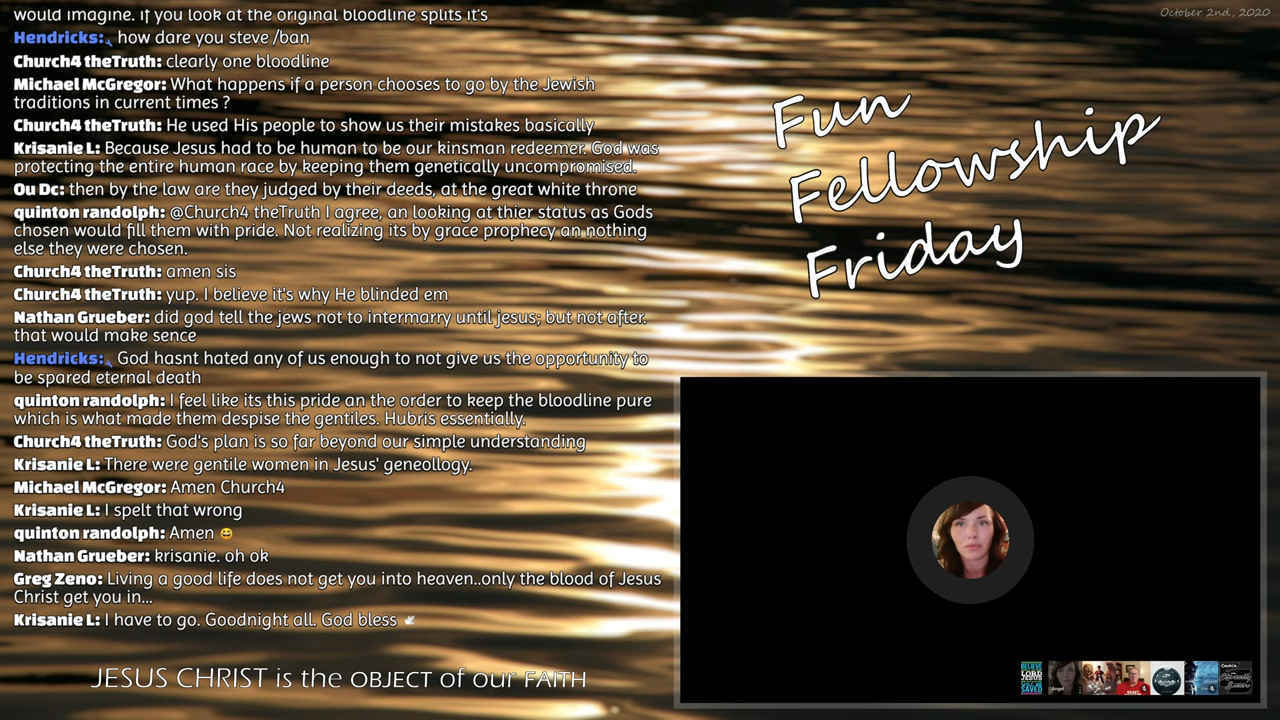 would imagine. if you look at the original bloodline splits it's
Hendricks: how dare you steve /ban
Church4 theTruth: clearly one bloodline
Michael McGregor: What happens if a person chooses to go by the Jewish
traditions in current times ?
Church4 theTruth: He used His people to show us their mistakes basically
Krisanie L: Because Jesus had to be human to be our kinsman redeemer. God was
protecting the entire human race by keeping them genetically uncompromised.
Ou Dc: then by the law are they judged by their deeds, at the great white throne
quinton randolph: @Church4 theTruth I agree, an looking at thier status as Gods
chosen would fill them with pride. Not realizing its by grace prophecy an nothing
else they were chosen.
Church4 theTruth: amen sis
Church4 theTruth: yup. I believe it's why He blinded em
Nathan Grueber: did god tell the jews not to intermarry until jesus; but not after.
that would make sence
Hendricks: God hasnt hated any of us enough to not give us the opportunity to
be spared eternal death
quinton randolph: I feel like its this pride an the order to keep the bloodline pure
which is what made them despise the gentiles. Hubris essentially.
Church4 theTruth: God's plan is so far beyond our simple understanding
Krisanie L: There were gentile women in Jesus' geneollogy.
Michael McGregor: Amen Church4
Krisanie L: I spelt that wrong
quinton randolph: Amen 😆
Nathan Grueber: krisanie. oh ok
Greg Zeno: Living a good life does not get you into heaven..only the blood of Jesus
Christ get you in...
Krisanie L: I have to go. Goodnight all. God bless 🕊
JESUS CHRIST is the OBJECT of our FAITH
October 2nd, 2020
Fun
Fellowship
Friday
BELIEVE
LORD
JESUS
SAVED
Angel
CHURCH